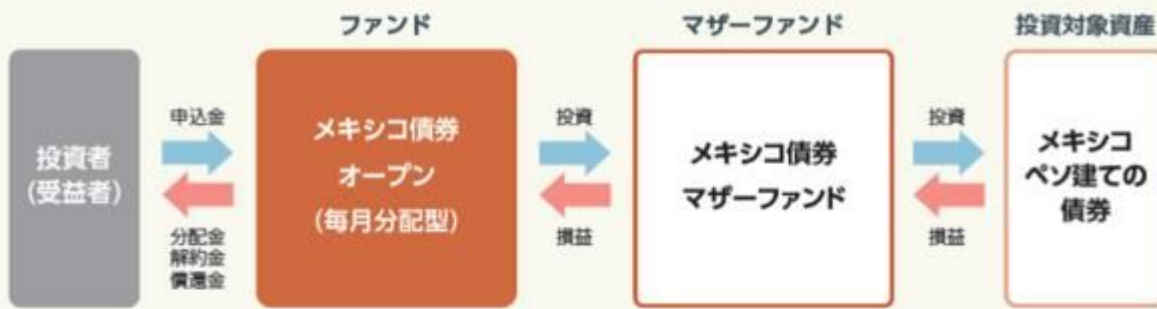 ファンド
マザーファンド
投資対象資産
投資者
(受益者)
申込金
分配金
解約金
償還金
メキシコ債券
オープン
(毎月分配型)
投資
損益
メキシコ債券
マザーファンド
投資
損益
メキシコ
ペソ建ての
債券